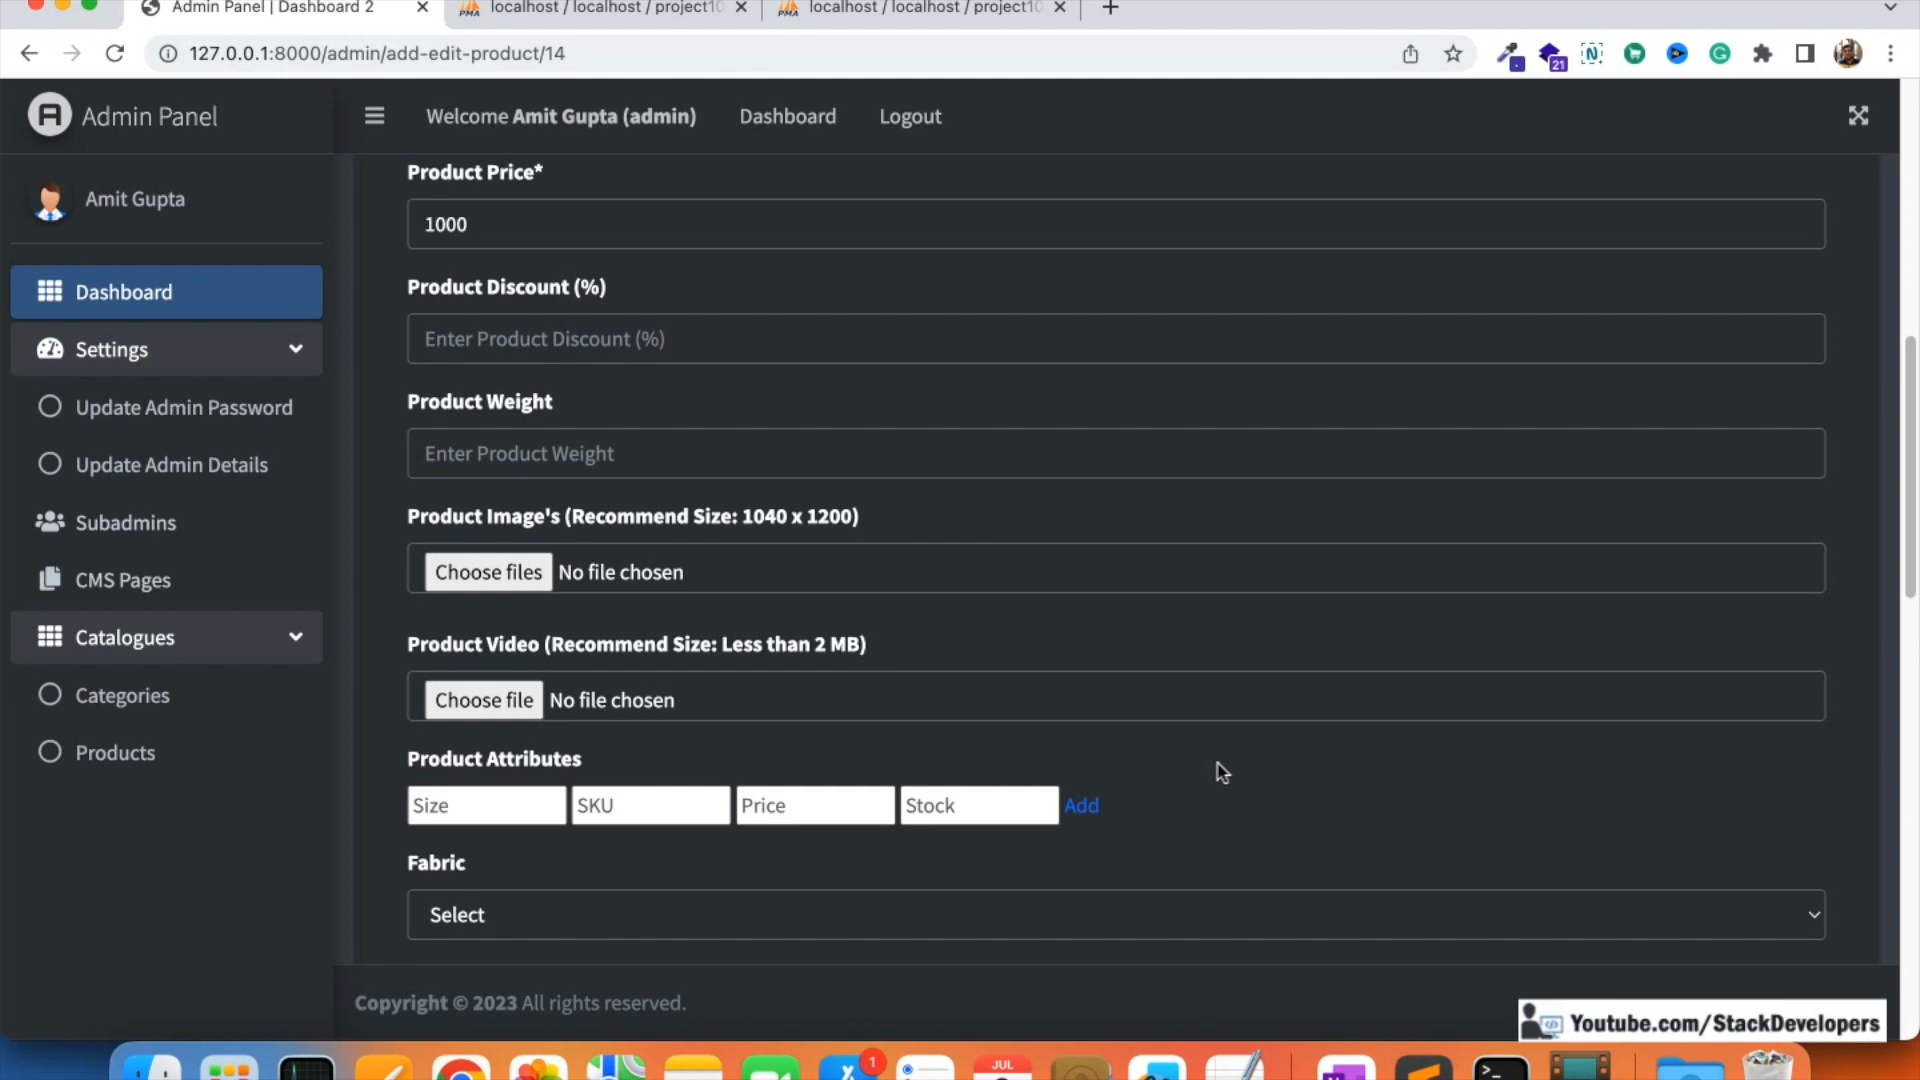 Admin Panel | Dashboard 2
localhost / localhost / project10
localhost / localhost / project10
127.0.0.1:8000/admin/add-edit-product/14
21
Admin Panel
Welcome Amit Gupta (admin)
Dashboard
Logout
Amit Gupta
Dashboard
Settings
Update Admin Password
Update Admin Details
Subadmins
CMS Pages
Catalogues
Categories
Products
Product Price*
1000
Product Discount (%)
Enter Product Discount (%)
Product Weight
Enter Product Weight
Product Image's (Recommend Size: 1040 x 1200)
Choose files No file chosen
Product Video (Recommend Size: Less than 2 MB)
Choose file No file chosen
Product Attributes
Size SKU Price Stock Add
Fabric
Select
Copyright © 2023 All rights reserved.
Youtube.com/StackDevelopers
1
JUL